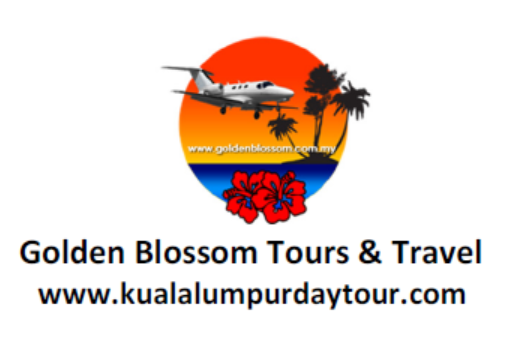 www.goldenblossom.com.my
Golden Blossom Tours & Travel
www.kualalumpurdaytour.com